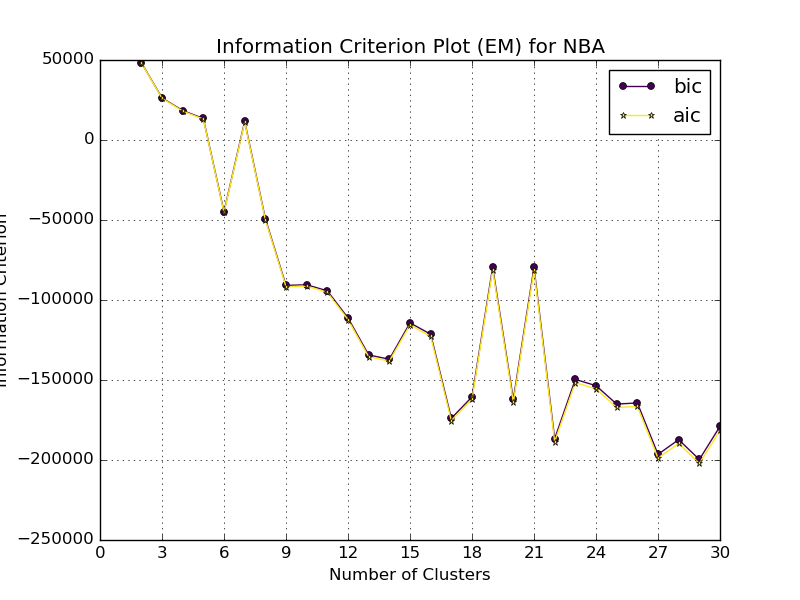 Information Criterion Plot (EM) for NBA
bic
aic
50000
0
−50000
−100000
−150000
−200000
−250000
Information Criterion
0 3 6 9 12 15 18 21 24 27 30
Number of Clusters